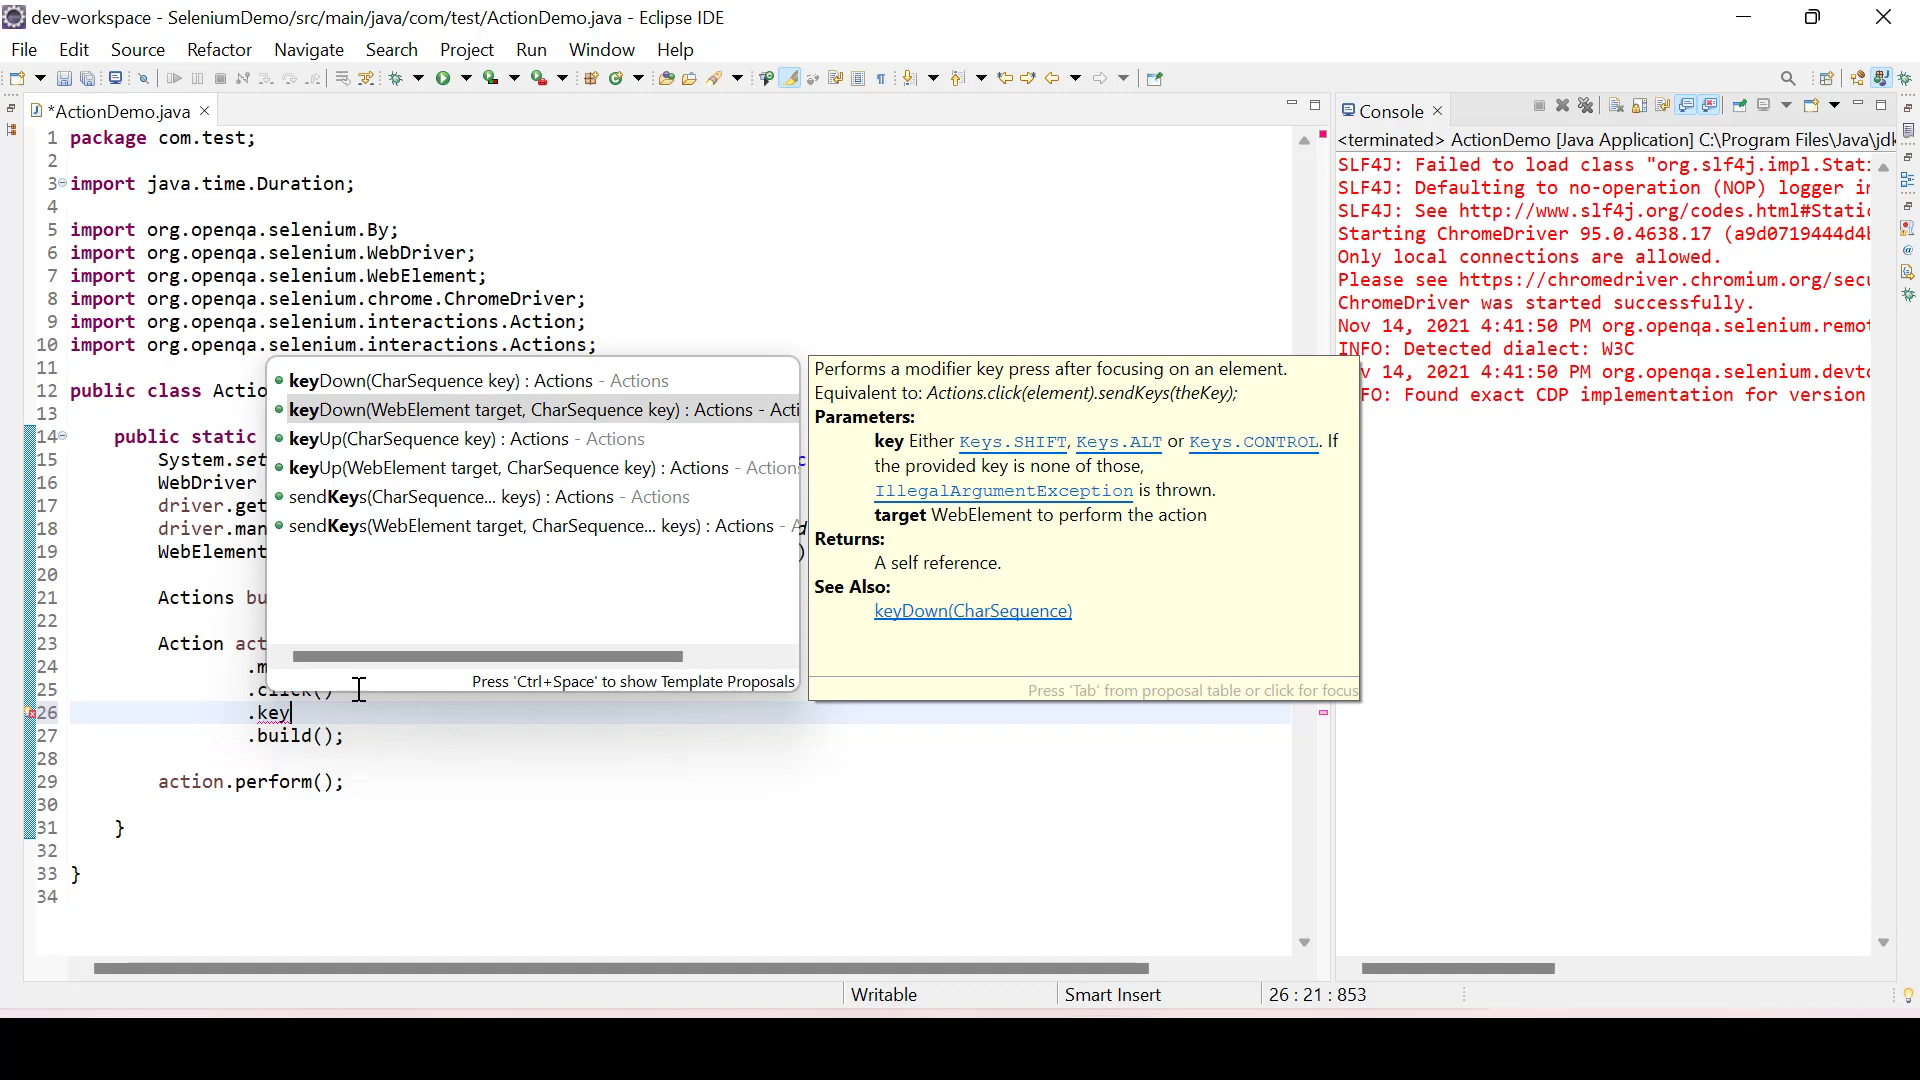 dev-workspace - SeleniumDemo/src/main/java/com/test/ActionDemo.java - Eclipse IDE
File Edit Source Refactor Navigate Search Project Run Window Help
*ActionDemo.java
1 package com.test;
2
3 import java.time.Duration;
4
5 import org.openqa.selenium.By;
6 import org.openqa.selenium.WebDriver;
7 import org.openqa.selenium.WebElement;
8 import org.openqa.selenium.chrome.ChromeDriver;
9 import org.openqa.selenium.interactions.Action;
10 import org.openqa.selenium.interactions.Actions;
11
12 public class Actio
13
14 public static
15 System.set
16 WebDriver
17 driver.get
18 driver.man
19 WebElement
20
21 Actions bu
22
23 Action act
24 .m
25 .click()
26 .key
27 .build();
28
29 action.perform();
30
31 }
32
33 }
34
keyDown(CharSequence key) : Actions - Actions
keyDown(WebElement target, CharSequence key) : Actions - Acti
keyUp(CharSequence key) : Actions - Actions
keyUp(WebElement target, CharSequence key) : Actions - Action
sendKeys(CharSequence... keys) : Actions - Actions
sendKeys(WebElement target, CharSequence... keys) : Actions - A
Press 'Ctrl+Space' to show Template Proposals
Performs a modifier key press after focusing on an element.
Equivalent to: Actions.click(element).sendKeys(theKey);
Parameters:
key Either Keys.SHIFT, Keys.ALT or Keys.CONTROL. If
the provided key is none of those,
IllegalArgumentException is thrown.
target WebElement to perform the action
Returns:
A self reference.
See Also:
keyDown(CharSequence)
Press 'Tab' from proposal table or click for focus
Console
<terminated> ActionDemo [Java Application] C:\Program Files\Java\jdk
SLF4J: Failed to load class "org.slf4j.impl.Stati
SLF4J: Defaulting to no-operation (NOP) logger in
SLF4J: See http://www.slf4j.org/codes.html#Static
Starting ChromeDriver 95.0.4638.17 (a9d0719444d4b
Only local connections are allowed.
Please see https://chromedriver.chromium.org/secu
ChromeDriver was started successfully.
Nov 14, 2021 4:41:50 PM org.openqa.selenium.remot
INFO: Detected dialect: W3C
v 14, 2021 4:41:50 PM org.openqa.selenium.devto
FO: Found exact CDP implementation for version
Writable Smart Insert 26 : 21 : 853